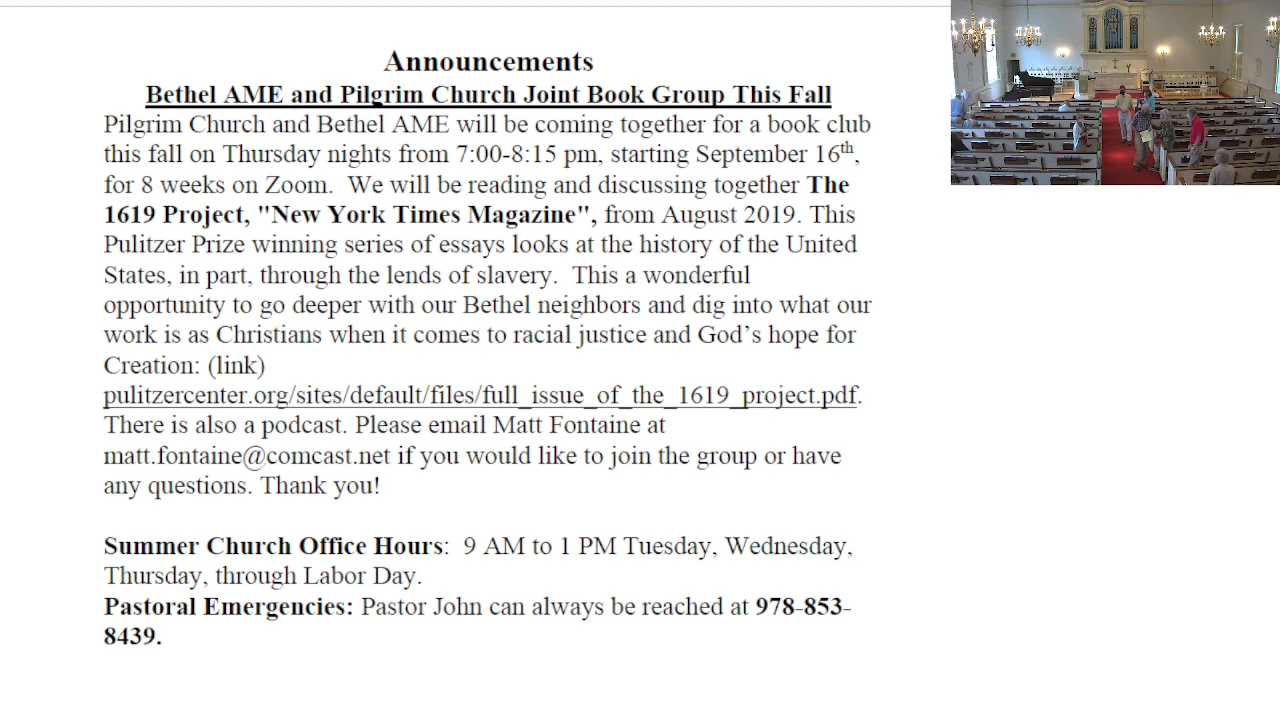 Announcements
Bethel AME and Pilgrim Church Joint Book Group This Fall
Pilgrim Church and Bethel AME will be coming together for a book club
this fall on Thursday nights from 7:00-8:15 pm, starting September 16th,
for 8 weeks on Zoom.  We will be reading and discussing together The
1619 Project, "New York Times Magazine", from August 2019. This
Pulitzer Prize winning series of essays looks at the history of the United
States, in part, through the lends of slavery.  This a wonderful
opportunity to go deeper with our Bethel neighbors and dig into what our
work is as Christians when it comes to racial justice and God’s hope for
Creation: (link)
pulitzercenter.org/sites/default/files/full_issue_of_the_1619_project.pdf.
There is also a podcast. Please email Matt Fontaine at
matt.fontaine@comcast.net if you would like to join the group or have
any questions. Thank you!
Summer Church Office Hours:  9 AM to 1 PM Tuesday, Wednesday,
Thursday, through Labor Day.
Pastoral Emergencies: Pastor John can always be reached at 978-853-
8439.